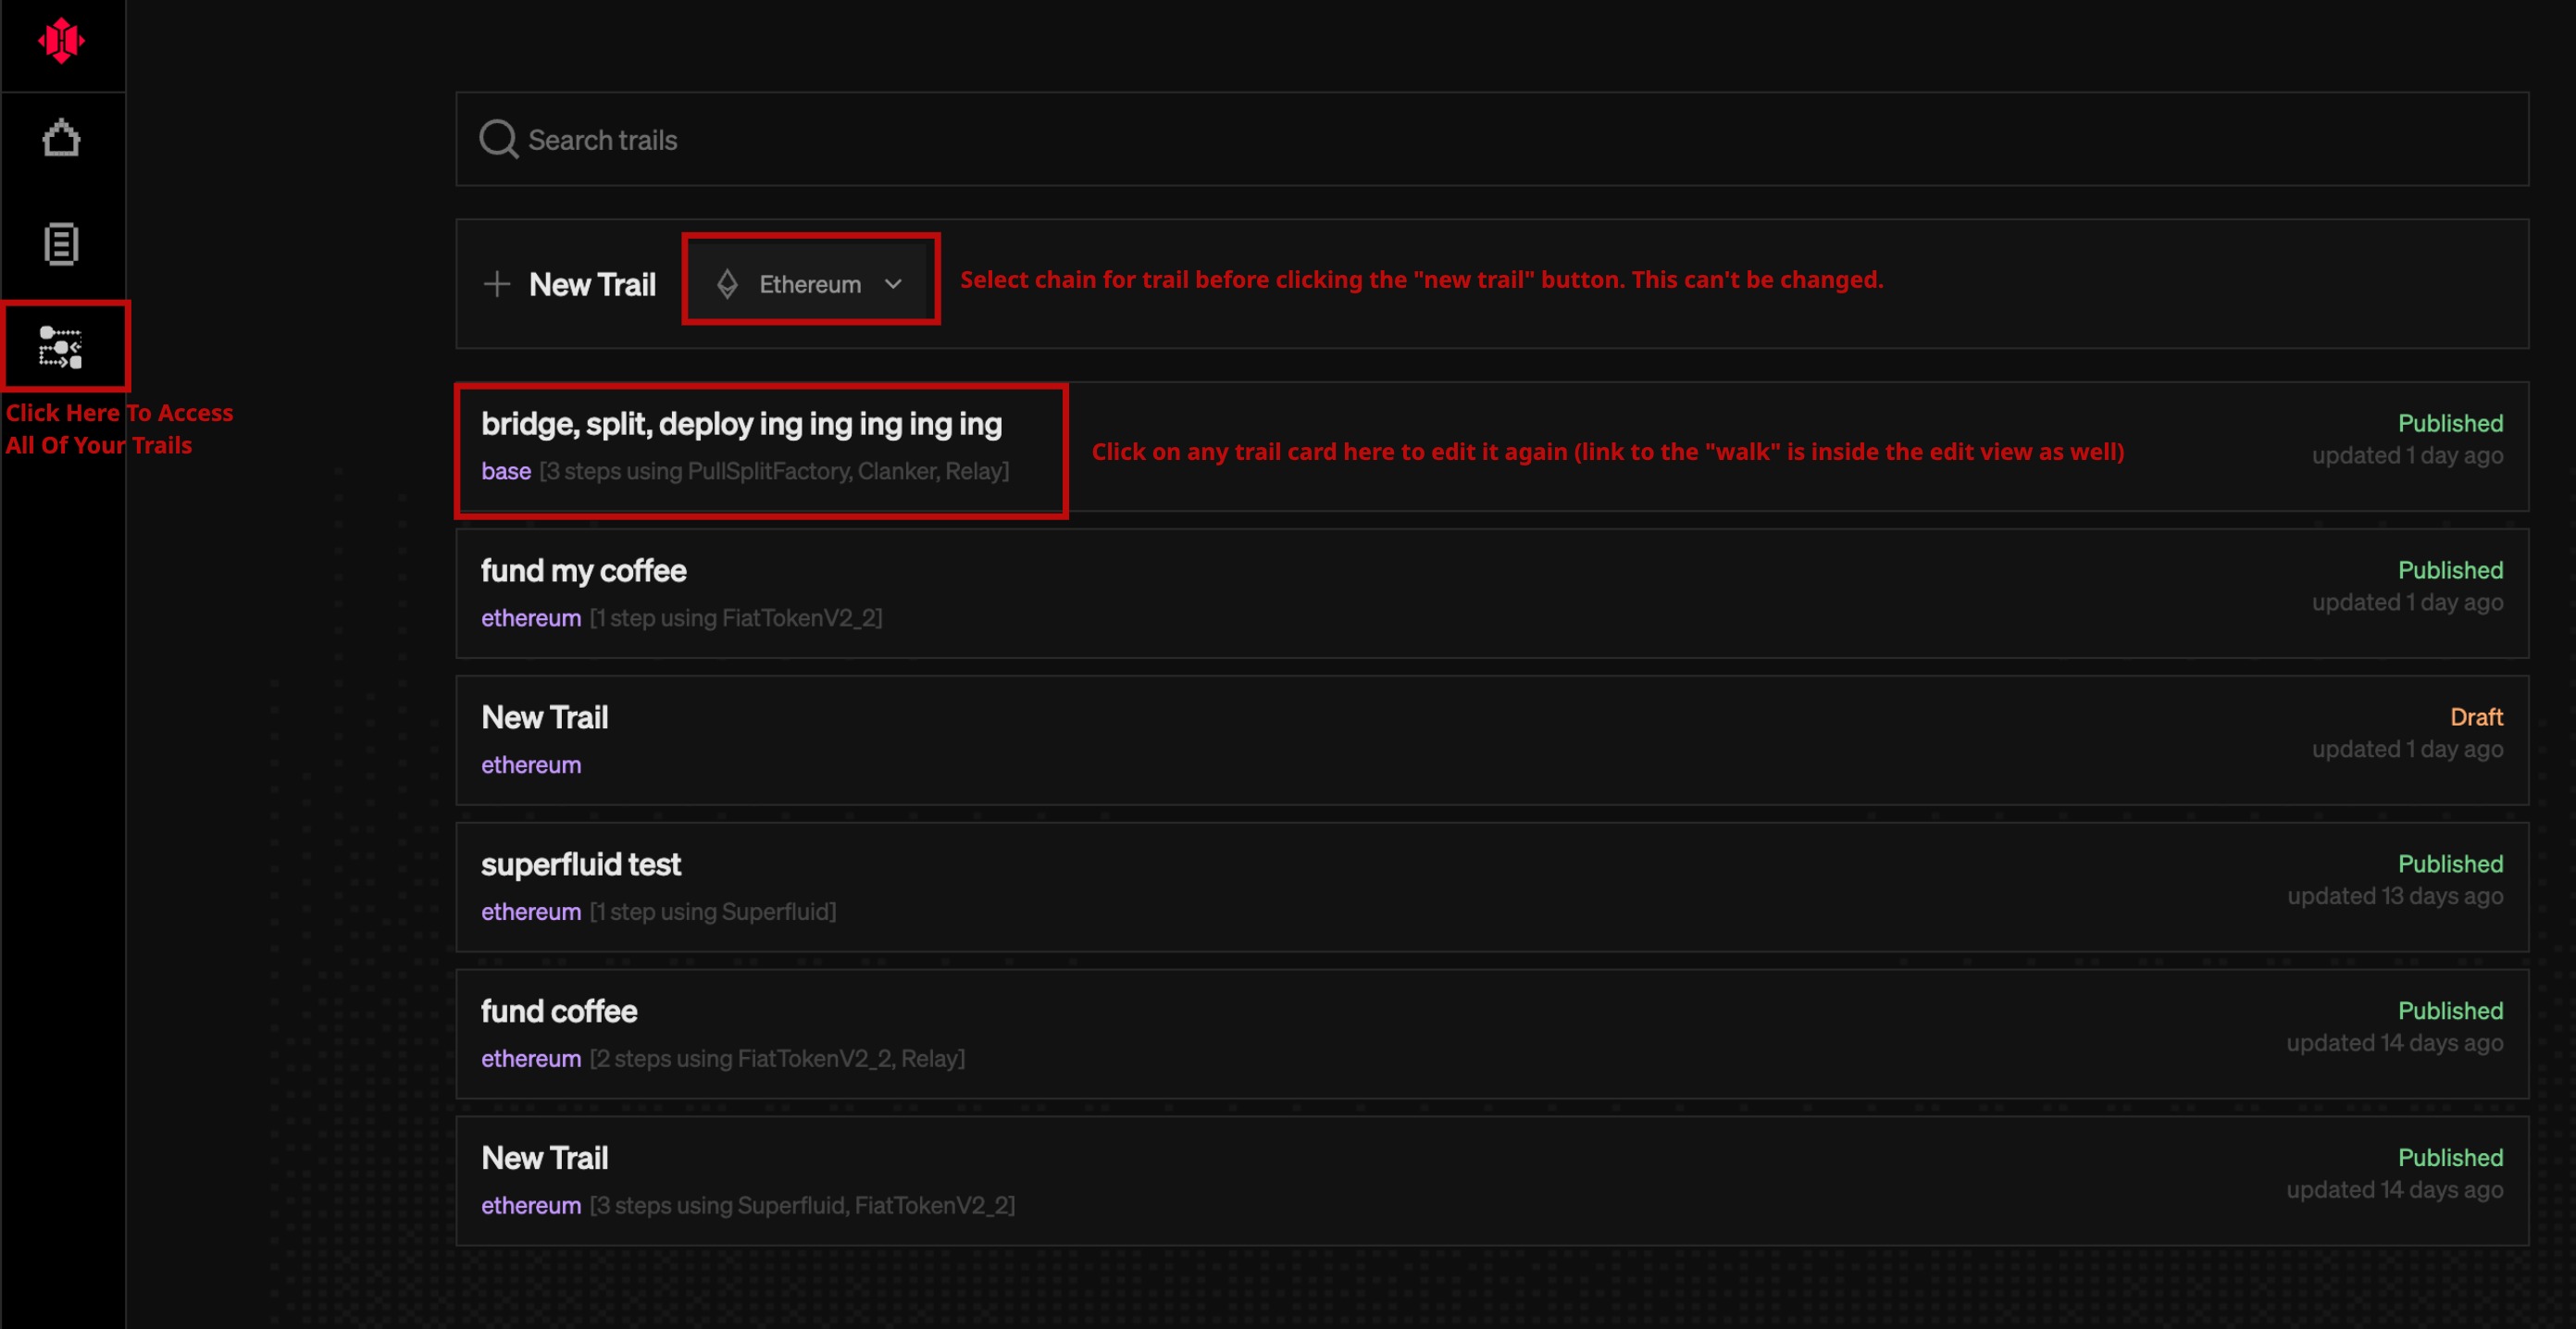 Search trails
New Trail
Ethereum
Select chain for trail before clicking the "new trail" button. This can't be changed.
Click Here To Access
All Of Your Trails
bridge, split, deploy ing ing ing ing ing
base [3 steps using PullSplitFactory, Clanker, Relay]
Click on any trail card here to edit it again (link to the "walk" is inside the edit view as well)
Published
updated 1 day ago
fund my coffee
ethereum [1 step using FiatTokenV2_2]
Published
updated 1 day ago
New Trail
ethereum
Draft
updated 1 day ago
superfluid test
ethereum [1 step using Superfluid]
Published
updated 13 days ago
fund coffee
ethereum [2 steps using FiatTokenV2_2, Relay]
Published
updated 14 days ago
New Trail
ethereum [3 steps using Superfluid, FiatTokenV2_2]
Published
updated 14 days ago